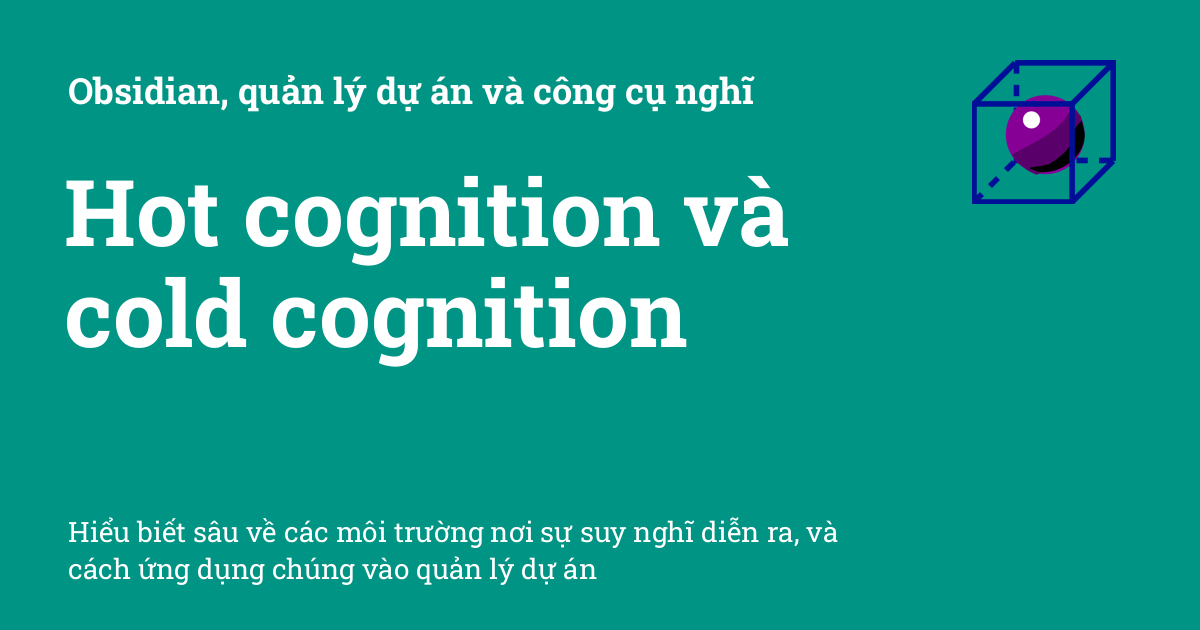 Obsidian, quản lý dự án và công cụ nghĩ
Hot cognition và
cold cognition
Hiểu biết sâu về các môi trường nơi sự suy nghĩ diễn ra, và
cách ứng dụng chúng vào quản lý dự án